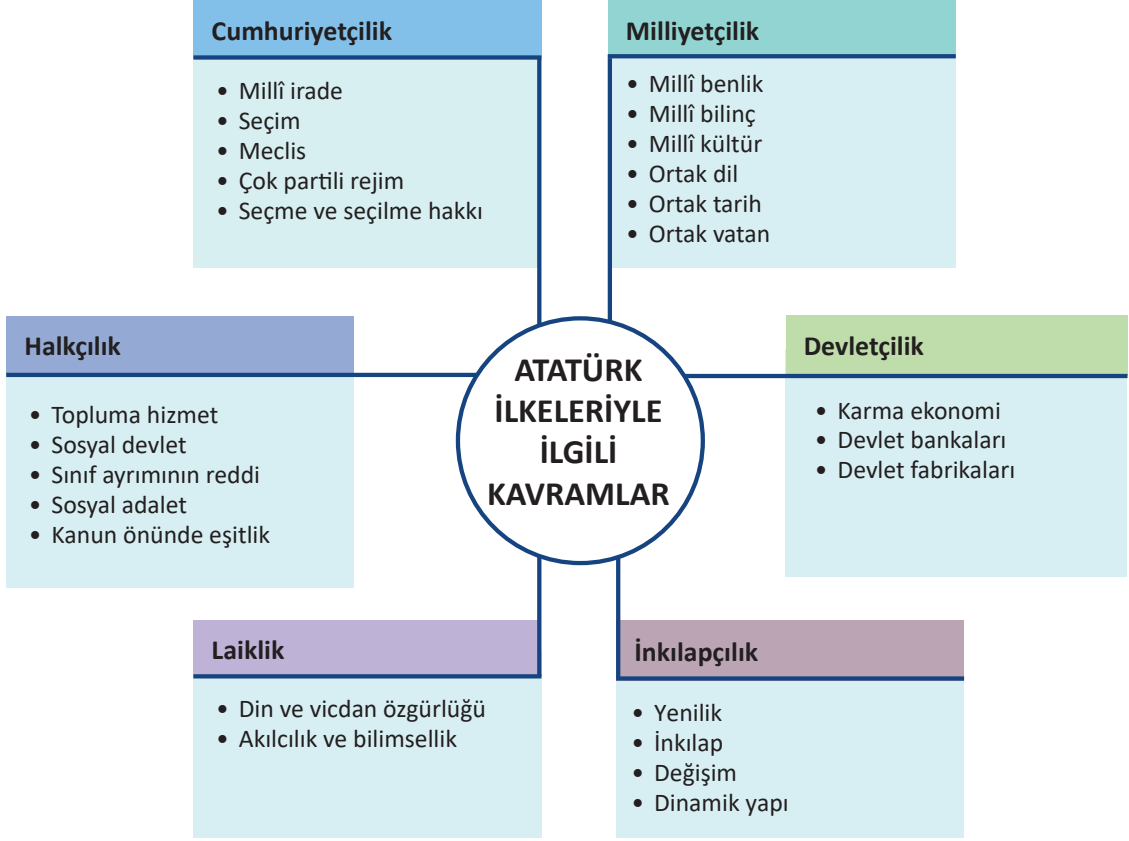 Cumhuriyetçilik
• Millî irade
• Seçim
• Meclis
• Çok partili rejim
• Seçme ve seçilme hakkı
Milliyetçilik
• Millî benlik
• Millî bilinç
• Millî kültür
• Ortak dil
• Ortak tarih
• Ortak vatan
Halkçılık
• Topluma hizmet
• Sosyal devlet
• Sınıf ayrımının reddi
• Sosyal adalet
• Kanun önünde eşitlik
ATATÜRK
İLKELERİYLE
İLGİLİ
KAVRAMLAR
Devletçilik
• Karma ekonomi
• Devlet bankaları
• Devlet fabrikaları
Laiklik
• Din ve vicdan özgürlüğü
• Akılcılık ve bilimsellik
İnkılapçılık
• Yenilik
• İnkılap
• Değişim
• Dinamik yapı